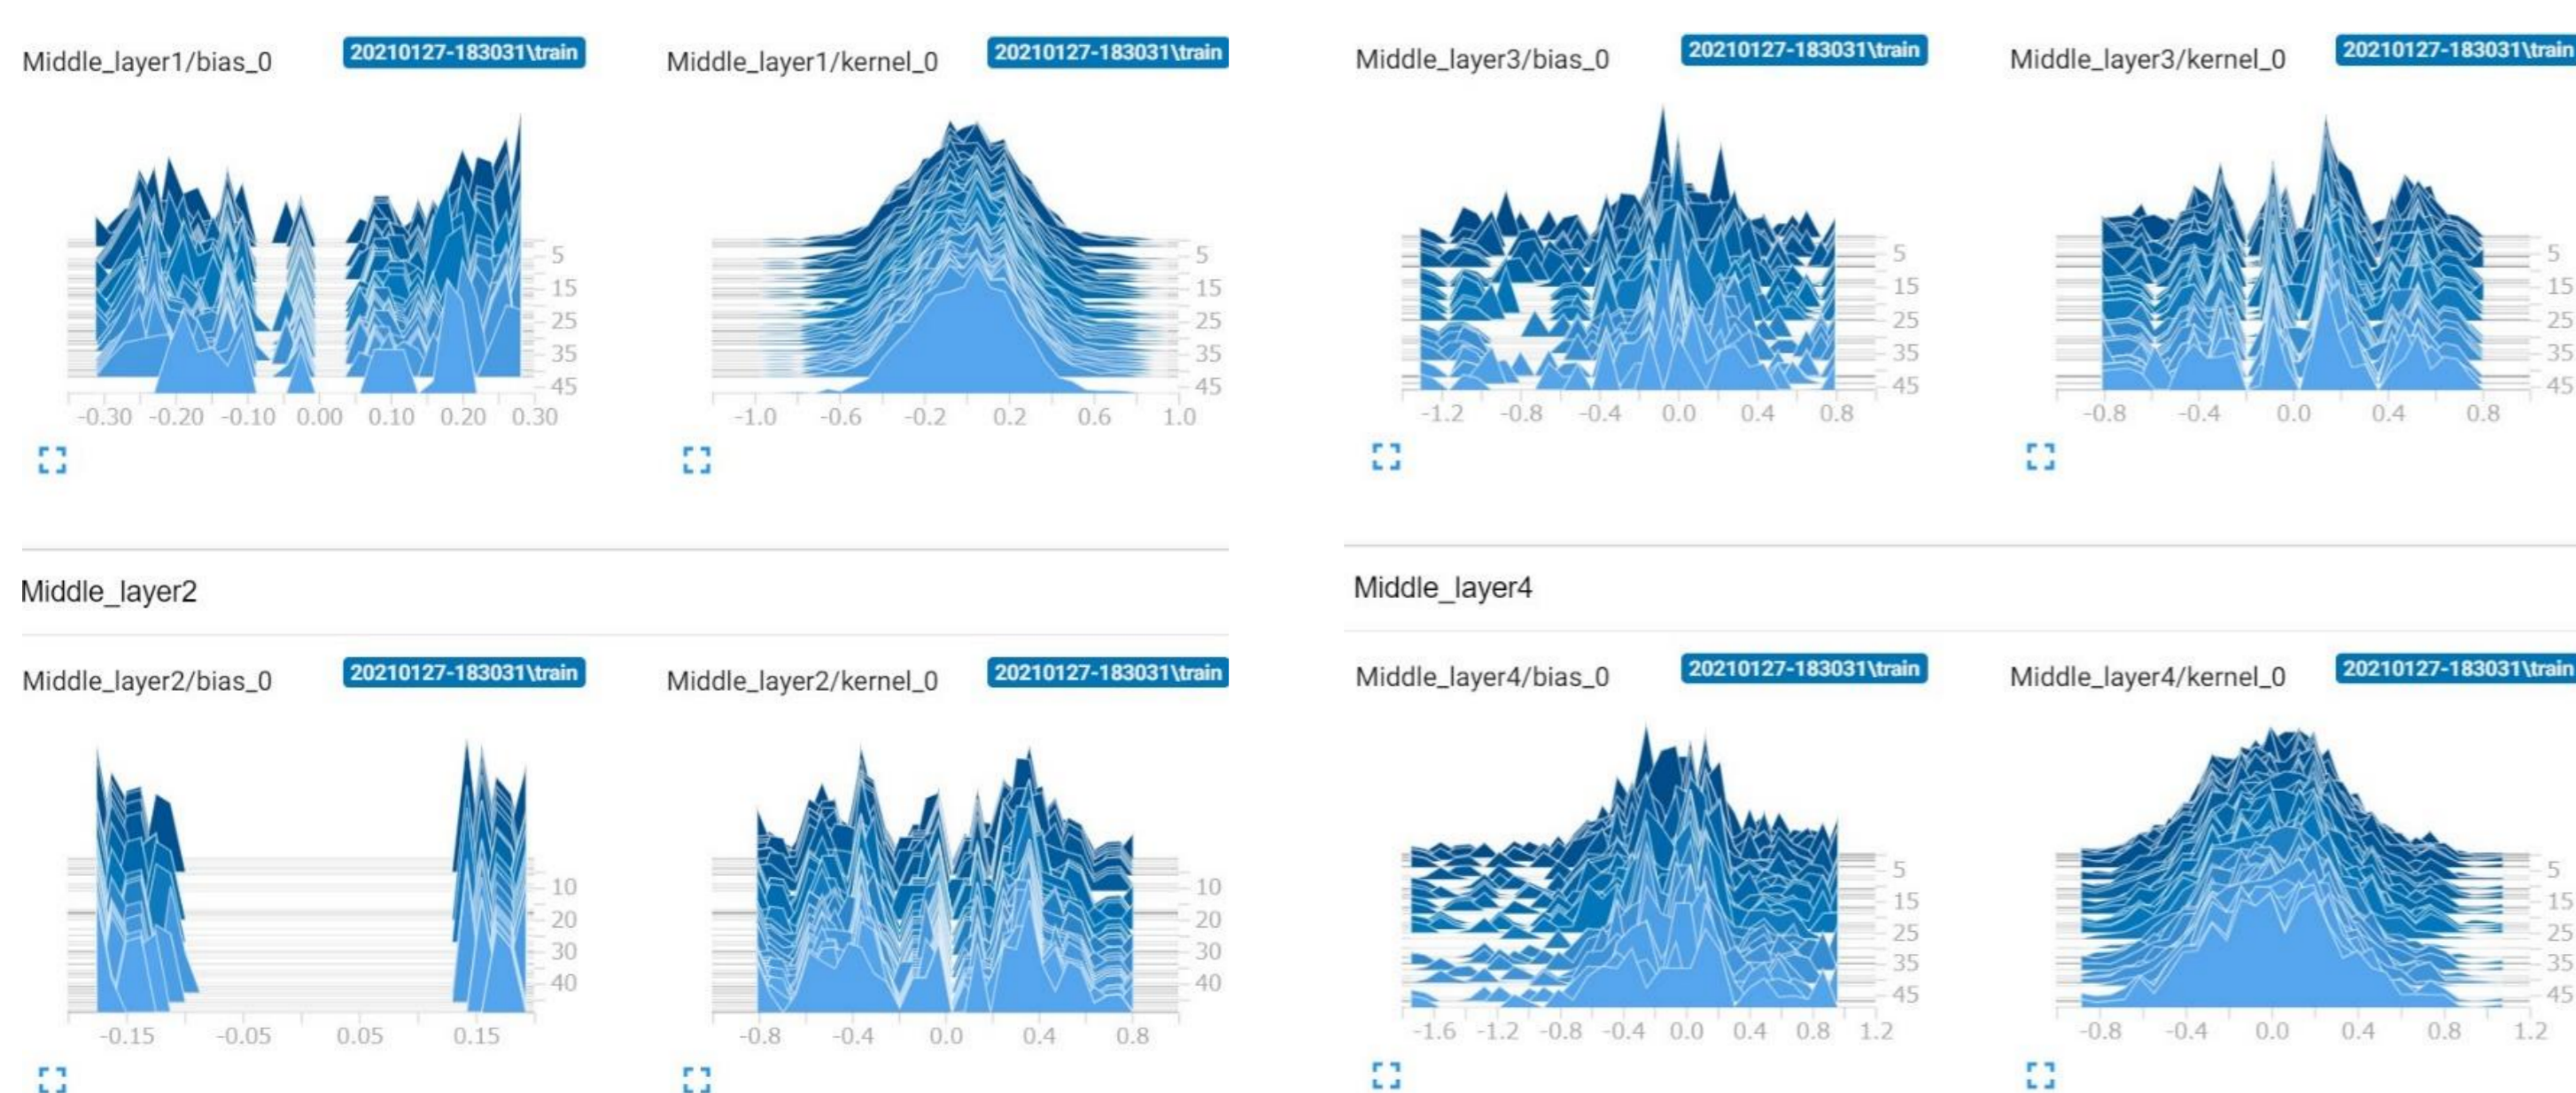 Middle_layer1/bias_0
20210127-183031\train
5
15
25
35
45
-0.30 -0.20 -0.10 0.00 0.10 0.20 0.30
Middle_layer1/kernel_0
20210127-183031\train
5
15
25
35
45
-1.0 -0.6 -0.2 0.2 0.6 1.0
Middle_layer2
Middle_layer2/bias_0
20210127-183031\train
10
20
30
40
-0.15 -0.05 0.05 0.15
Middle_layer2/kernel_0
20210127-183031\train
10
20
30
40
-0.8 -0.4 0.0 0.4 0.8
Middle_layer3/bias_0
20210127-183031\train
5
15
25
35
45
-1.2 -0.8 -0.4 0.0 0.4 0.8
Middle_layer3/kernel_0
20210127-183031\train
5
15
25
35
45
-0.8 -0.4 0.0 0.4 0.8
Middle_layer4
Middle_layer4/bias_0
20210127-183031\train
5
15
25
35
45
-1.6 -1.2 -0.8 -0.4 0.0 0.4 0.8 1.2
Middle_layer4/kernel_0
20210127-183031\train
5
15
25
35
45
-0.8 -0.4 0.0 0.4 0.8 1.2